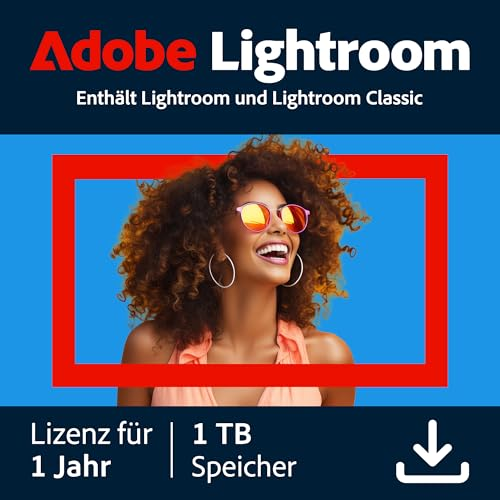 Adobe Lightroom
Enthält Lightroom und Lightroom Classic
Lizenz für
1 Jahr
1 TB
Speicher